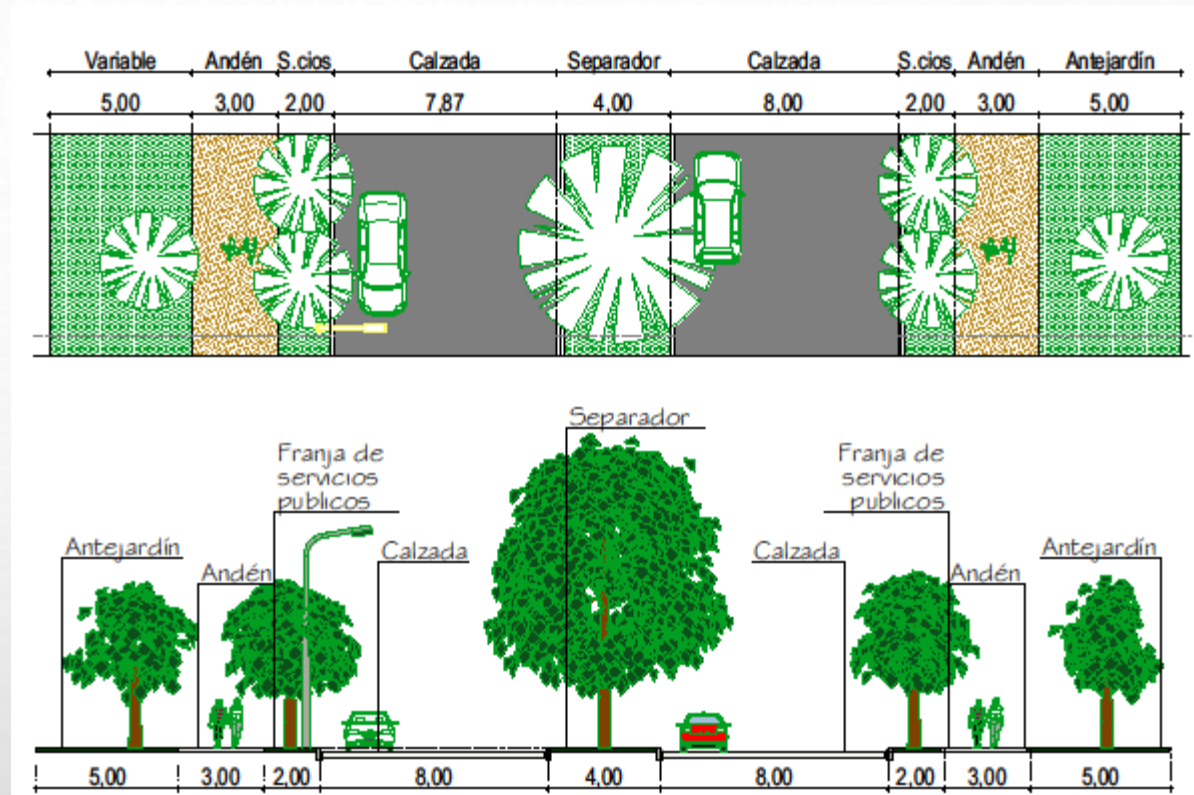 Variable Andén S.cios Calzada Separador Calzada S.cios Andén Antejardín
5,00 3,00 2,00 7,87 4,00 8,00 2,00 3,00 5,00
Separador
Franja de
servicios
publicos
Franja de
servicios
publicos
Antejardín
Andén
Calzada
Calzada
Andén
Antejardín
5,00 3,00 2,00 8,00 4,00 8,00 2,00 3,00 5,00